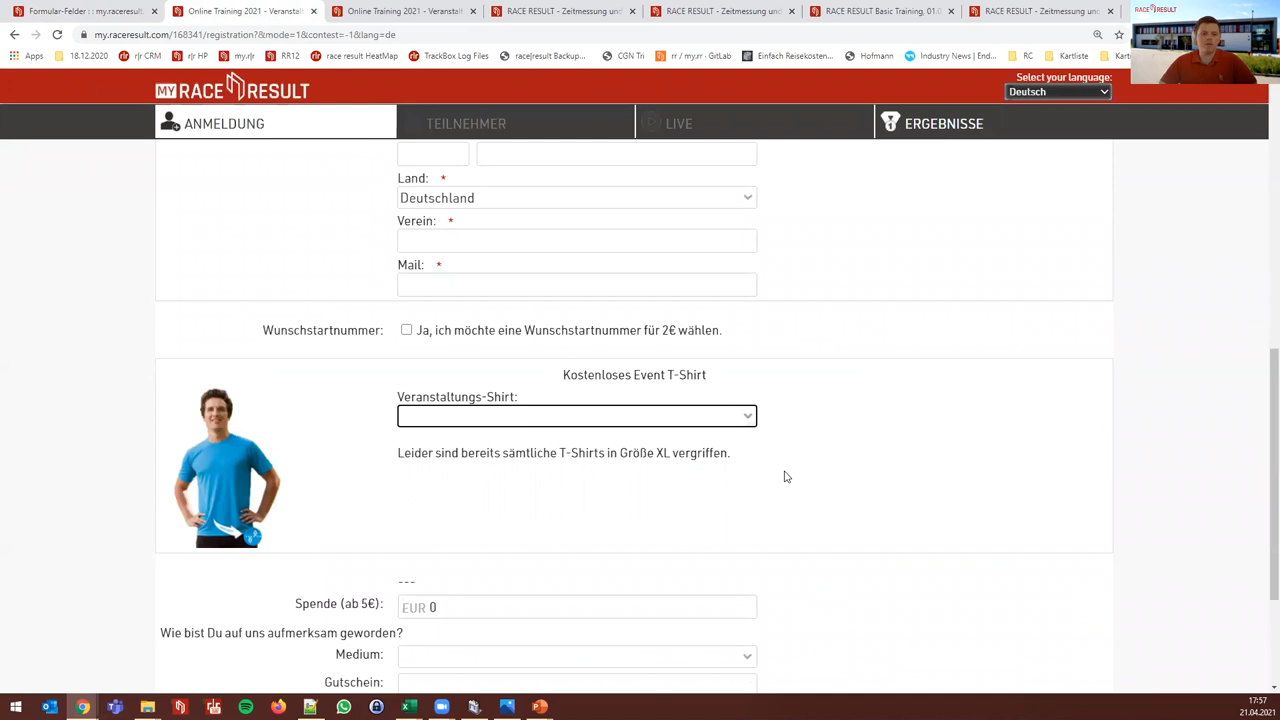 Formular-Felder : : my.raceresult.
Online Training 2021 - Veranstalt
Online Training 2021 - Veranstalt
RACE RESULT - Zeitmessung und
RACE RESULT - Zeitmessung und
RACE RESULT Basic Training, 01.0
RACE RESULT - Zeitmessung und
RACE RESULT
my.raceresult.com/168341/registration?&mode=1&contest=-1&lang=de
Apps
18.12.2020
r|r CRM
r|r HP
my.r|r
RR12
race result HeatMap
TrackBox Log Files
race|result Backup...
CGN Tri
rr / my.rr · GitLab
Einfach Reisekoste...
Hofmann
Industry News | End...
RC
Kartliste
MY RACE RESULT
Select your language:
Deutsch
ANMELDUNG
TEILNEHMER
LIVE
ERGEBNISSE
Land: *
Deutschland
Verein: *
Mail: *
Wunschstartnummer:
Ja, ich möchte eine Wunschstartnummer für 2€ wählen.
Kostenloses Event T-Shirt
Veranstaltungs-Shirt:
Leider sind bereits sämtliche T-Shirts in Größe XL vergriffen.
---
Spende (ab 5€):
EUR 0
Wie bist Du auf uns aufmerksam geworden?
Medium:
Gutschein:
17:57
21.04.2021